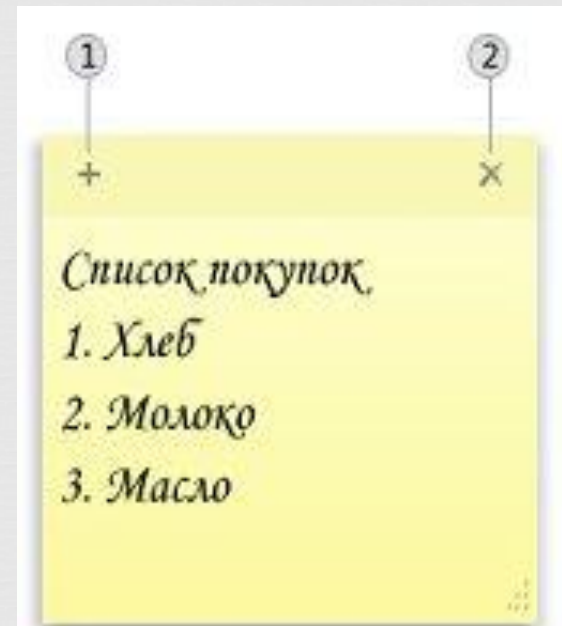 1 2
+ ×
Список покупок
1. Хлеб
2. Молоко
3. Масло